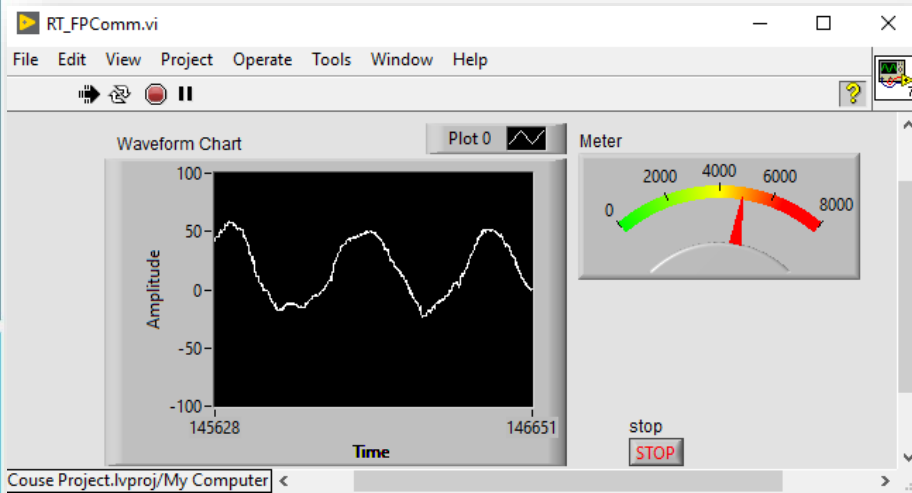 RT_FPComm.vi
File Edit View Project Operate Tools Window Help
?
Waveform Chart
Plot 0
Meter
100
50
0
-50
-100
Amplitude
145628
146651
Time
0
2000
4000
6000
8000
stop
STOP
Couse Project.lvproj/My Computer